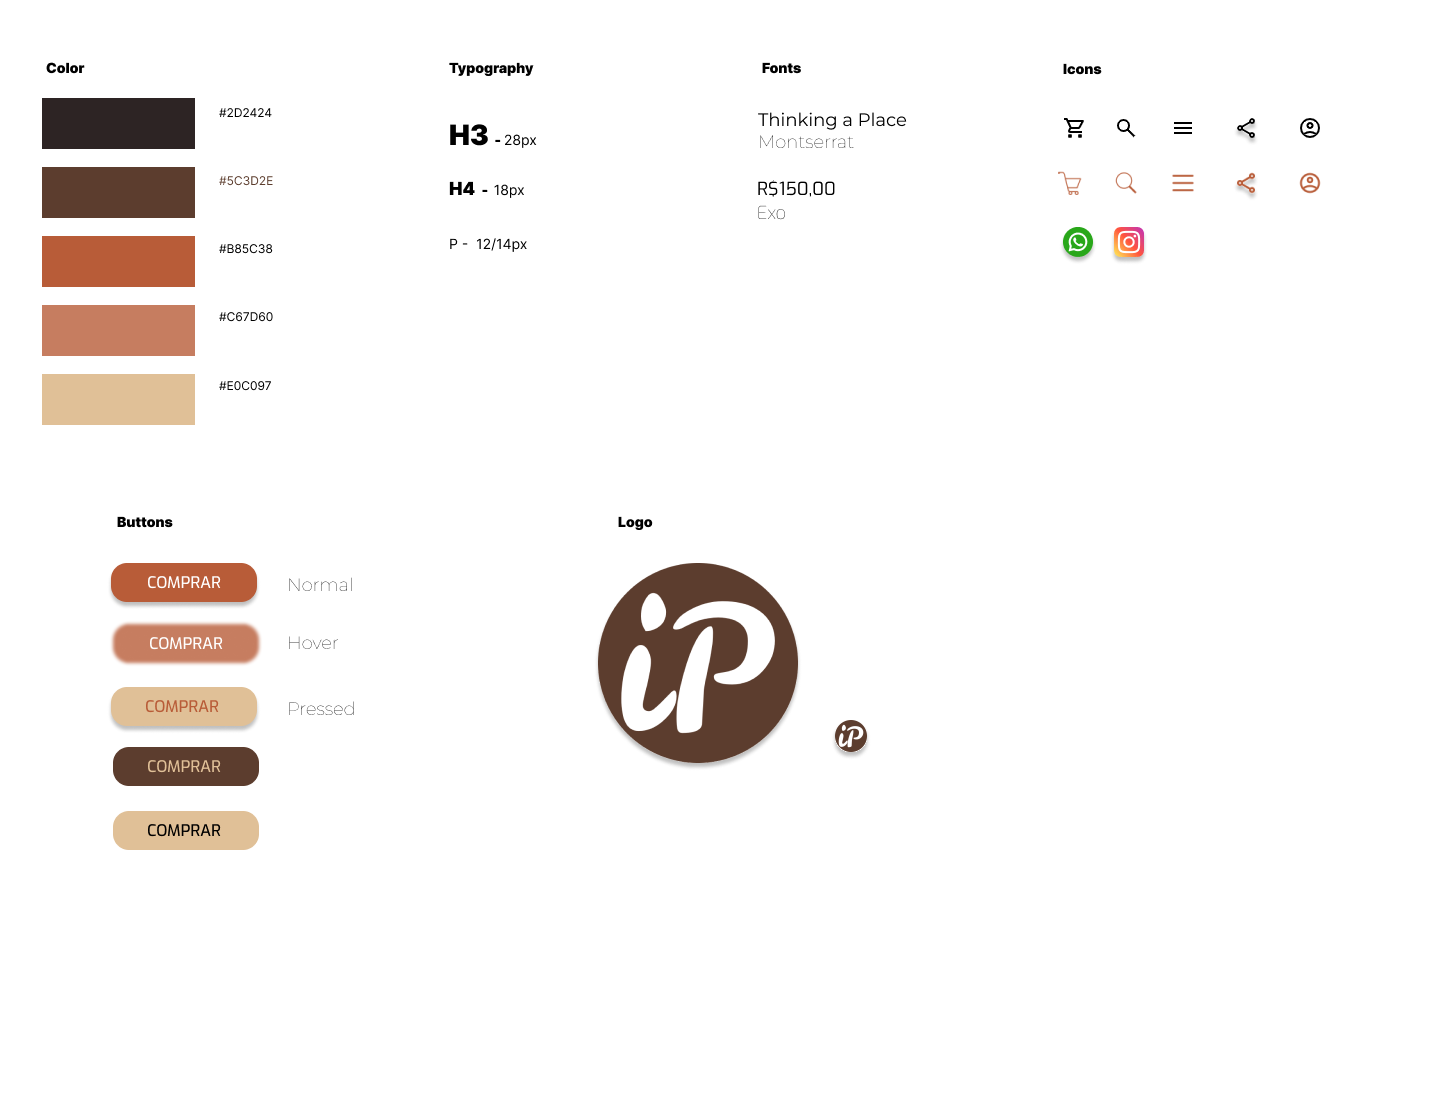 Color
#2D2424
#5C3D2E
#B85C38
#C67D60
#E0C097
Typography
H3 - 28px
H4 - 18px
P - 12/14px
Fonts
Thinking a Place
Montserrat
R$150,00
Exo
Icons
Buttons
COMPRAR Normal
COMPRAR Hover
COMPRAR Pressed
COMPRAR
COMPRAR
Logo
iP
iP